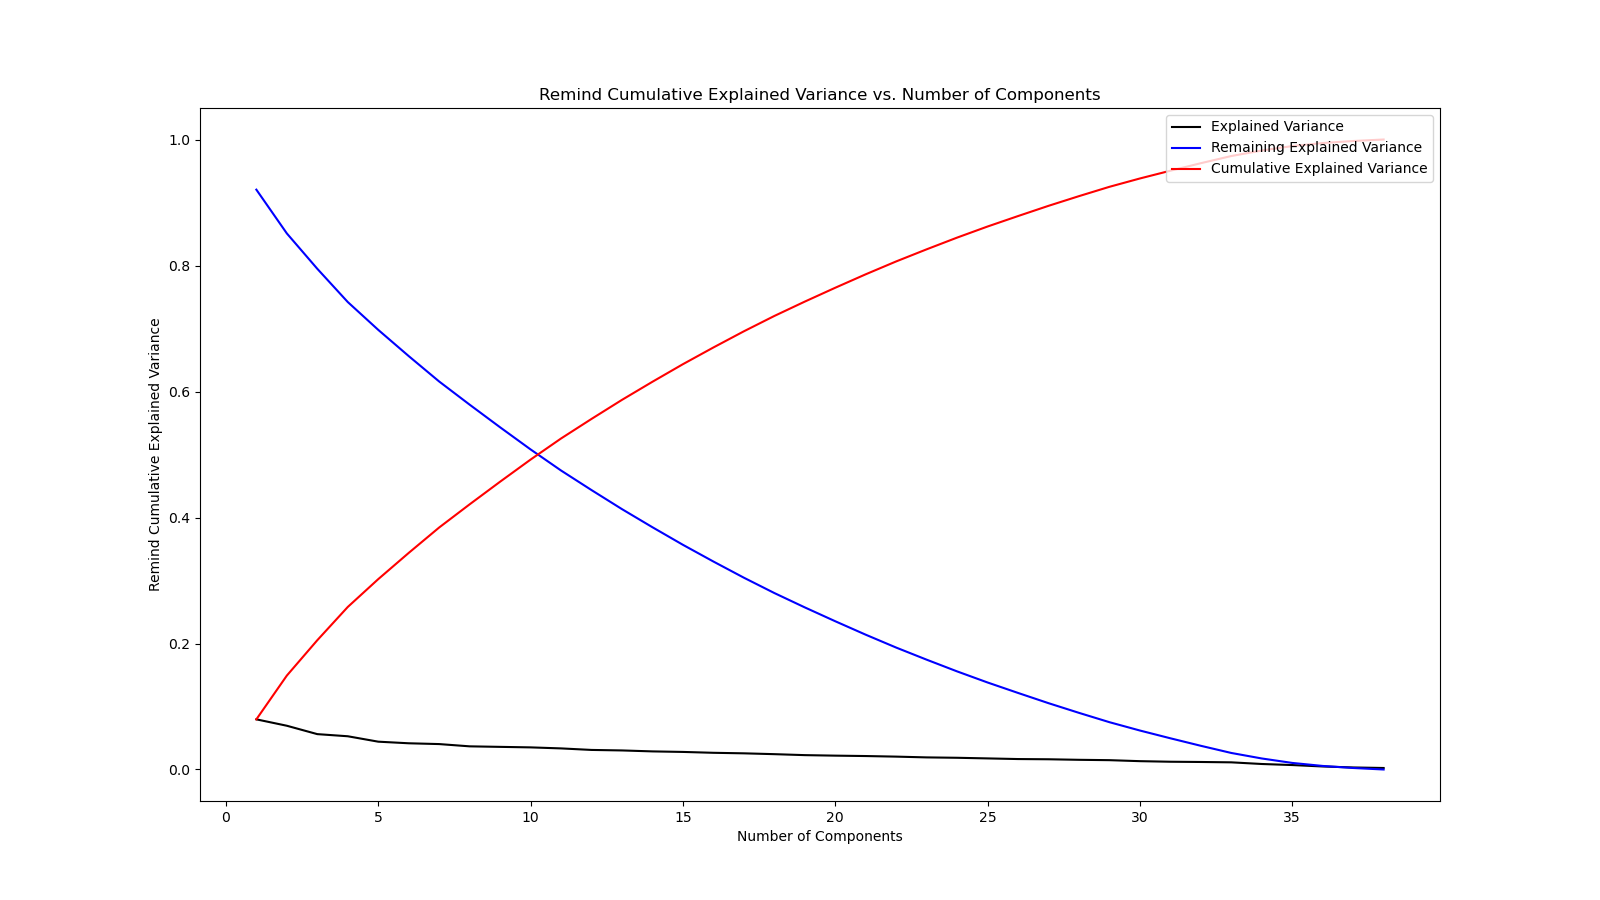 Remind Cumulative Explained Variance vs. Number of Components
Explained Variance
Remaining Explained Variance
Cumulative Explained Variance
Remind Cumulative Explained Variance
1.0
0.8
0.6
0.4
0.2
0.0
0 5 10 15 20 25 30 35
Number of Components